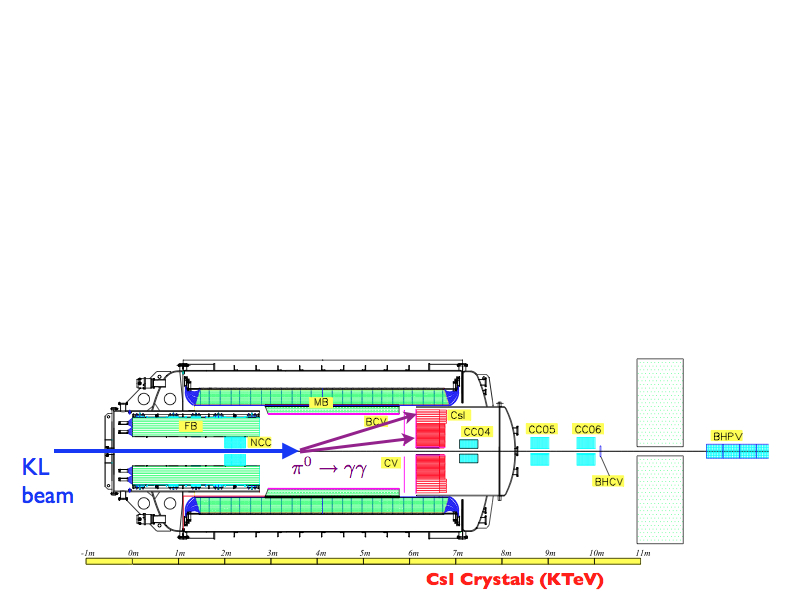 MB
BCV
CsI
FB
CC04
CC05
CC06
NCC
BHPV
π⁰ → γγ
CV
KL
beam
BHCV
-1m 0m 1m 2m 3m 4m 5m 6m 7m 8m 9m 10m 11m
CsI Crystals (KTeV)